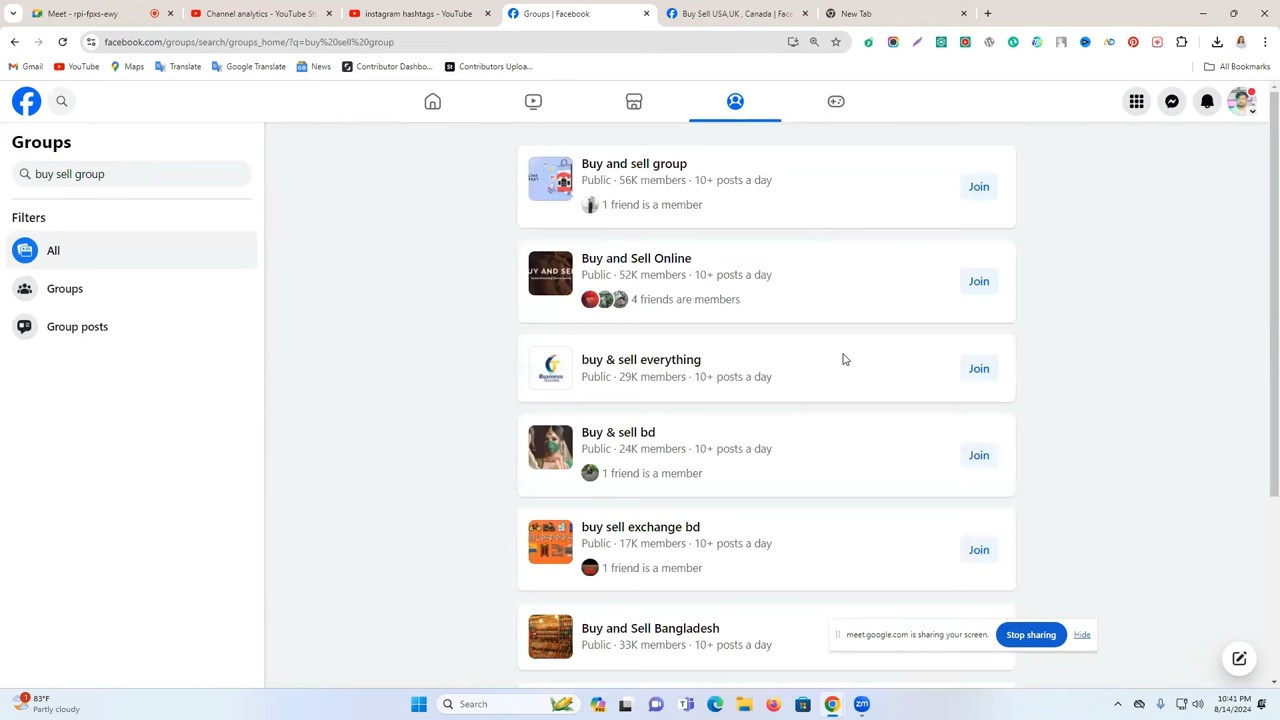 Meet - rpi-fpxs-ewy
Channel analytics - YouTube St
instagram hashtags - YouTube
Groups | Facebook
Buy Sell USA,UK , Canada | Fac
New Tab
facebook.com/groups/search/groups_home/?q=buy%20sell%20group
Gmail
YouTube
Maps
Translate
Google Translate
News
Contributor Dashbo...
Contributors Uploa...
All Bookmarks
Groups
buy sell group
Filters
All
Groups
Group posts
Buy and sell group
Public · 56K members · 10+ posts a day
1 friend is a member
Join
BUY AND SELL
Buy and Sell Online
Public · 52K members · 10+ posts a day
4 friends are members
Join
buy & sell everything
Public · 29K members · 10+ posts a day
Join
Buy & sell bd
Public · 24K members · 10+ posts a day
1 friend is a member
Join
buy sell exchange bd
Public · 17K members · 10+ posts a day
1 friend is a member
Join
Buy and Sell Bangladesh
Public · 33K members · 10+ posts a day
meet.google.com is sharing your screen.
Stop sharing
Hide
1
83°F
Partly cloudy
Search
zm
10:41 PM
8/14/2024